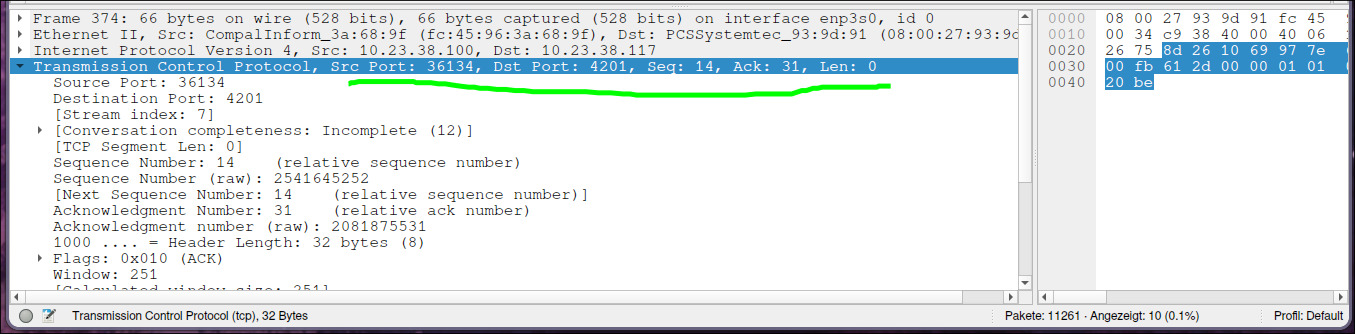 Frame 374: 66 bytes on wire (528 bits), 66 bytes captured (528 bits) on interface enp3s0, id 0
Ethernet II, Src: CompalInform_3a:68:9f (fc:45:96:3a:68:9f), Dst: PCSSystemtec_93:9d:91 (08:00:27:93:9d
Internet Protocol Version 4, Src: 10.23.38.100, Dst: 10.23.38.117
Transmission Control Protocol, Src Port: 36134, Dst Port: 4201, Seq: 14, Ack: 31, Len: 0
Source Port: 36134
Destination Port: 4201
[Stream index: 7]
[Conversation completeness: Incomplete (12)]
[TCP Segment Len: 0]
Sequence Number: 14 (relative sequence number)
Sequence Number (raw): 2541645252
[Next Sequence Number: 14 (relative sequence number)]
Acknowledgment Number: 31 (relative ack number)
Acknowledgment number (raw): 2081875531
1000 .... = Header Length: 32 bytes (8)
Flags: 0x010 (ACK)
Window: 251
[Calculated window size: 251]
0000 08 00 27 93 9d 91 fc 45
0010 00 34 c9 38 40 00 40 06
0020 26 75 8d 26 10 69 97 7e
0030 00 fb 61 2d 00 00 01 01
0040 20 be
Transmission Control Protocol (tcp), 32 Bytes
Pakete: 11261 · Angezeigt: 10 (0.1%)
Profil: Default